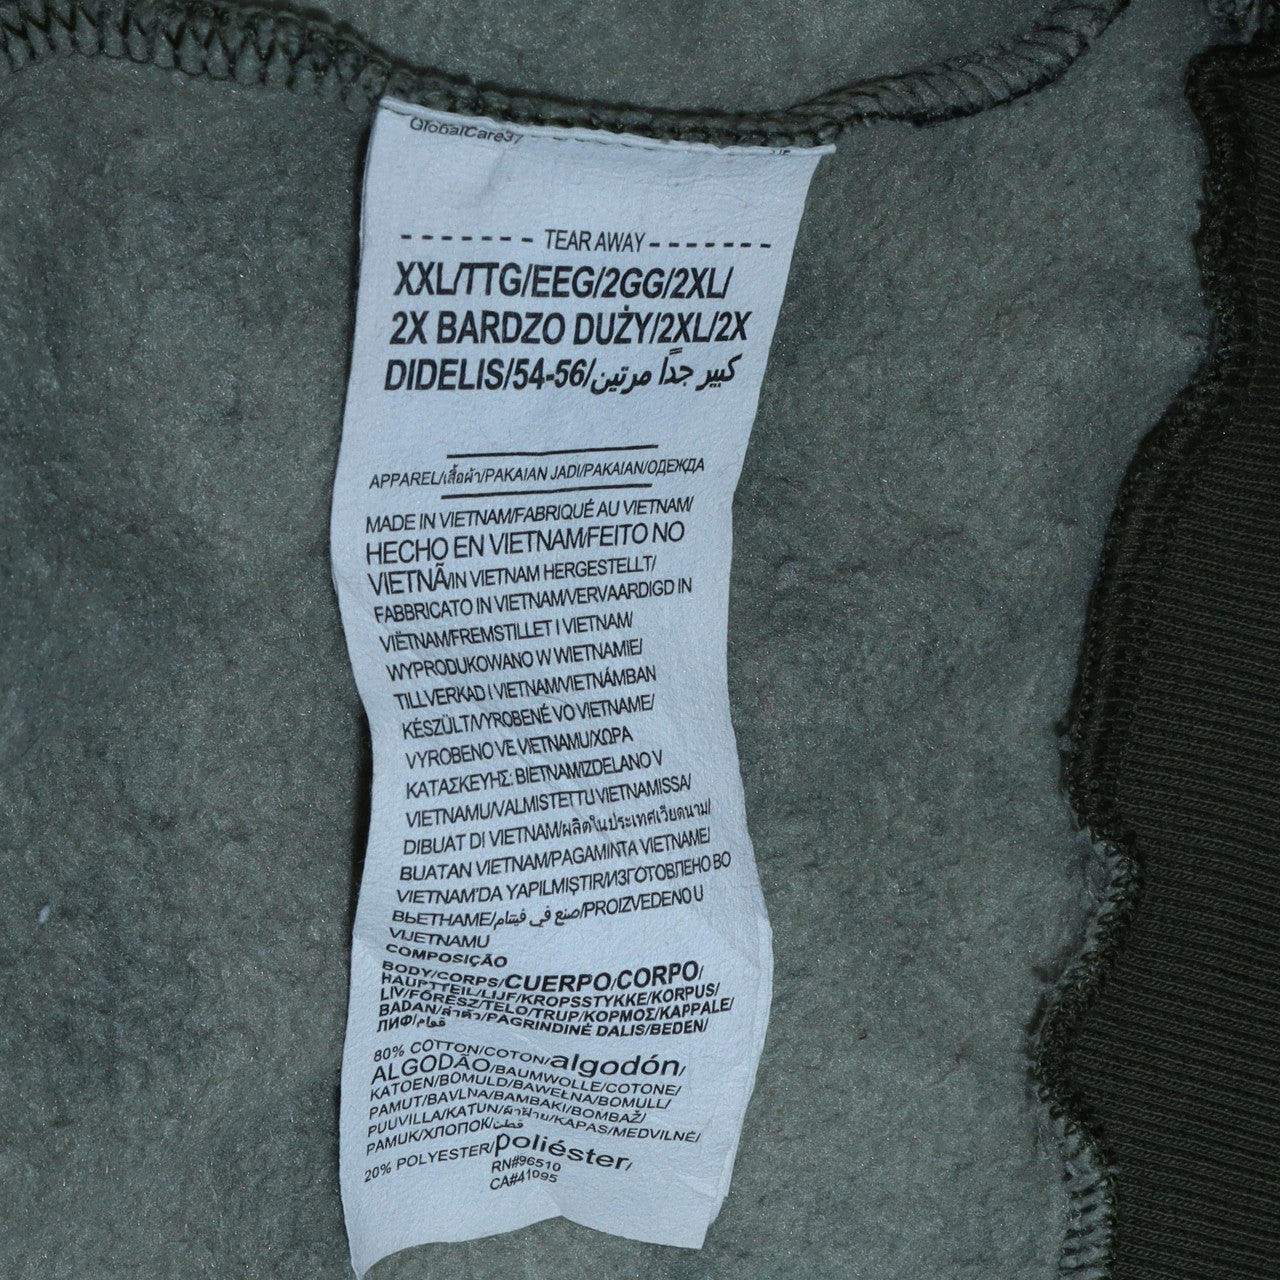 GlobalCare37
TEAR AWAY
XXL/TTG/EEG/2GG/2XL/
2X BARDZO DUŻY/2XL/2X
DIDELIS/54-56/كبير جداً مرتين
APPAREL/เสื้อผ้า/PAKAIAN JADI/PAKAIAN/ОДЕЖДА
MADE IN VIETNAM/FABRIQUÉ AU VIETNAM/
HECHO EN VIETNAM/FEITO NO
VIETNÃ/IN VIETNAM HERGESTELLT/
FABBRICATO IN VIETNAM/VERVAARDIGD IN
VIËTNAM/FREMSTILLET I VIETNAM/
WYPRODUKOWANO W WIETNAMIE/
TILLVERKAD I VIETNAM/VIETNÁMBAN
KÉSZÜLT/VYROBENÉ VO VIETNAME/
VYROBENO VE VIETNAMU/ΧΩΡΑ
ΚΑΤΑΣΚΕΥΗΣ: ΒΙΕΤΝΑΜ/IZDELANO V
VIETNAMU/VALMISTETTU VIETNAMISSA/
DIBUAT DI VIETNAM/ผลิตในประเทศเวียดนาม/
BUATAN VIETNAM/PAGAMINTA VIETNAME/
VIETNAM'DA YAPILMIŞTIR/ИЗГОТОВЛЕНО ВО
ВЬЕТНАМЕ/صنع في فيتنام/PROIZVEDENO U
VIJETNAMU
COMPOSIÇÃO
BODY/CORPS/CUERPO/CORPO/
HAUPTTEIL/LIJF/KROPSSTYKKE/KORPUS/
LIV/FŐRÉSZ/TELO/TRUP/ΚΟΡΜΟΣ/KAPPALE/
BADAN/ลำตัว/PAGRINDINĖ DALIS/BEDEN/
ЛИФ/قوام
80% COTTON/COTON/algodón/
ALGODÃO/BAUMWOLLE/COTONE/
KATOEN/BOMULD/BAWEŁNA/BOMULL/
PAMUT/BAVLNA/BAMBAKI/BOMBAŽ/
PUUVILLA/KATUN/ผ้าฝ้าย/KAPAS/MEDVILNĖ/
PAMUK/ХЛОПОК/قطن
20% POLYESTER/poliéster/
RN#96510
CA#41095